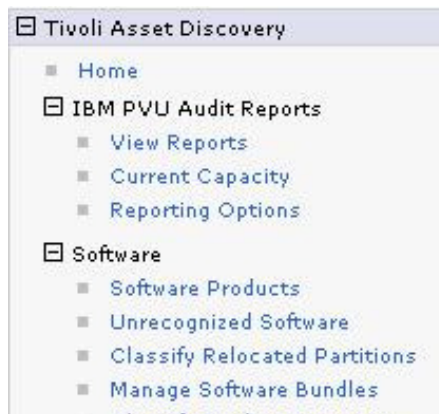 Tivoli Asset Discovery
Home
IBM PVU Audit Reports
View Reports
Current Capacity
Reporting Options
Software
Software Products
Unrecognized Software
Classify Relocated Partitions
Manage Software Bundles